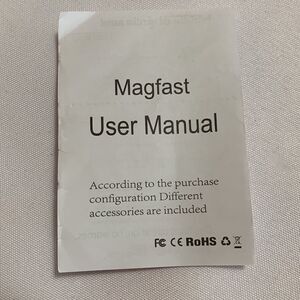 Magfast
User Manual
According to the purchase
configuration Different
accessories are included
FC CE RoHS